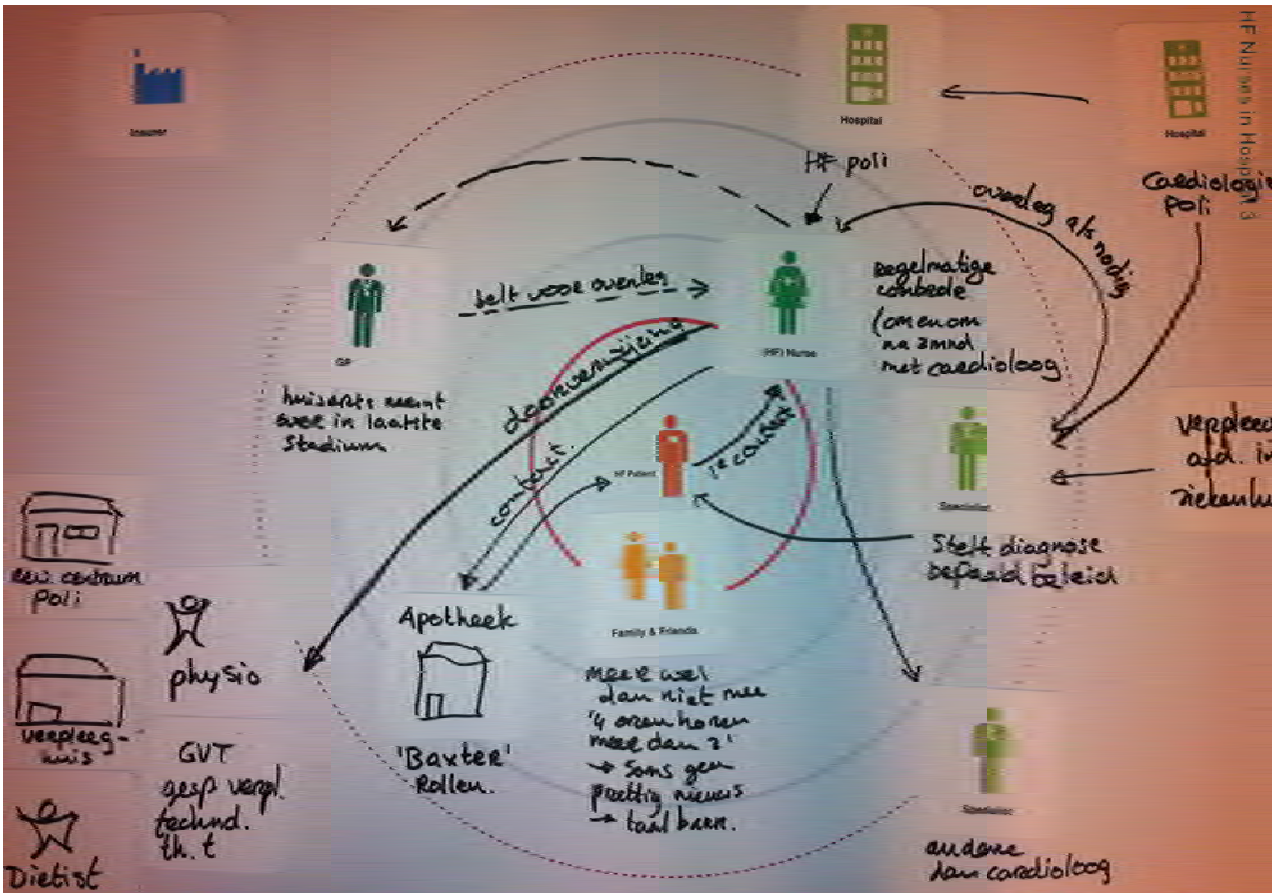 Insurer
Hospital
Hospital
HF Nurses in Hospital 3
HF poli
Cardiologie
poli
overleg als nodig
GP
belt voor overleg
(HF) Nurse
Regelmatige
controle
(om en om
na 3mnd
met cardioloog
huisarts neemt
over in laatste
stadium
doorverwijzing
contact.
HF Patient
in contact
Specialist
Stelt diagnose
bepaald beleid
afd. in
rev. centrum
poli
physio
verpleeg-
huis
GVT
gesp verpl.
technol.
th. t
Dietist
Apotheek
'Baxter'
Rollen.
Family & Friends
meer wel
dan niet mee
'4 oren horen
meer dan 2'
→ Soms geen
prettig nieuws
→ taal barr.
Specialist
andere
dan cardioloog